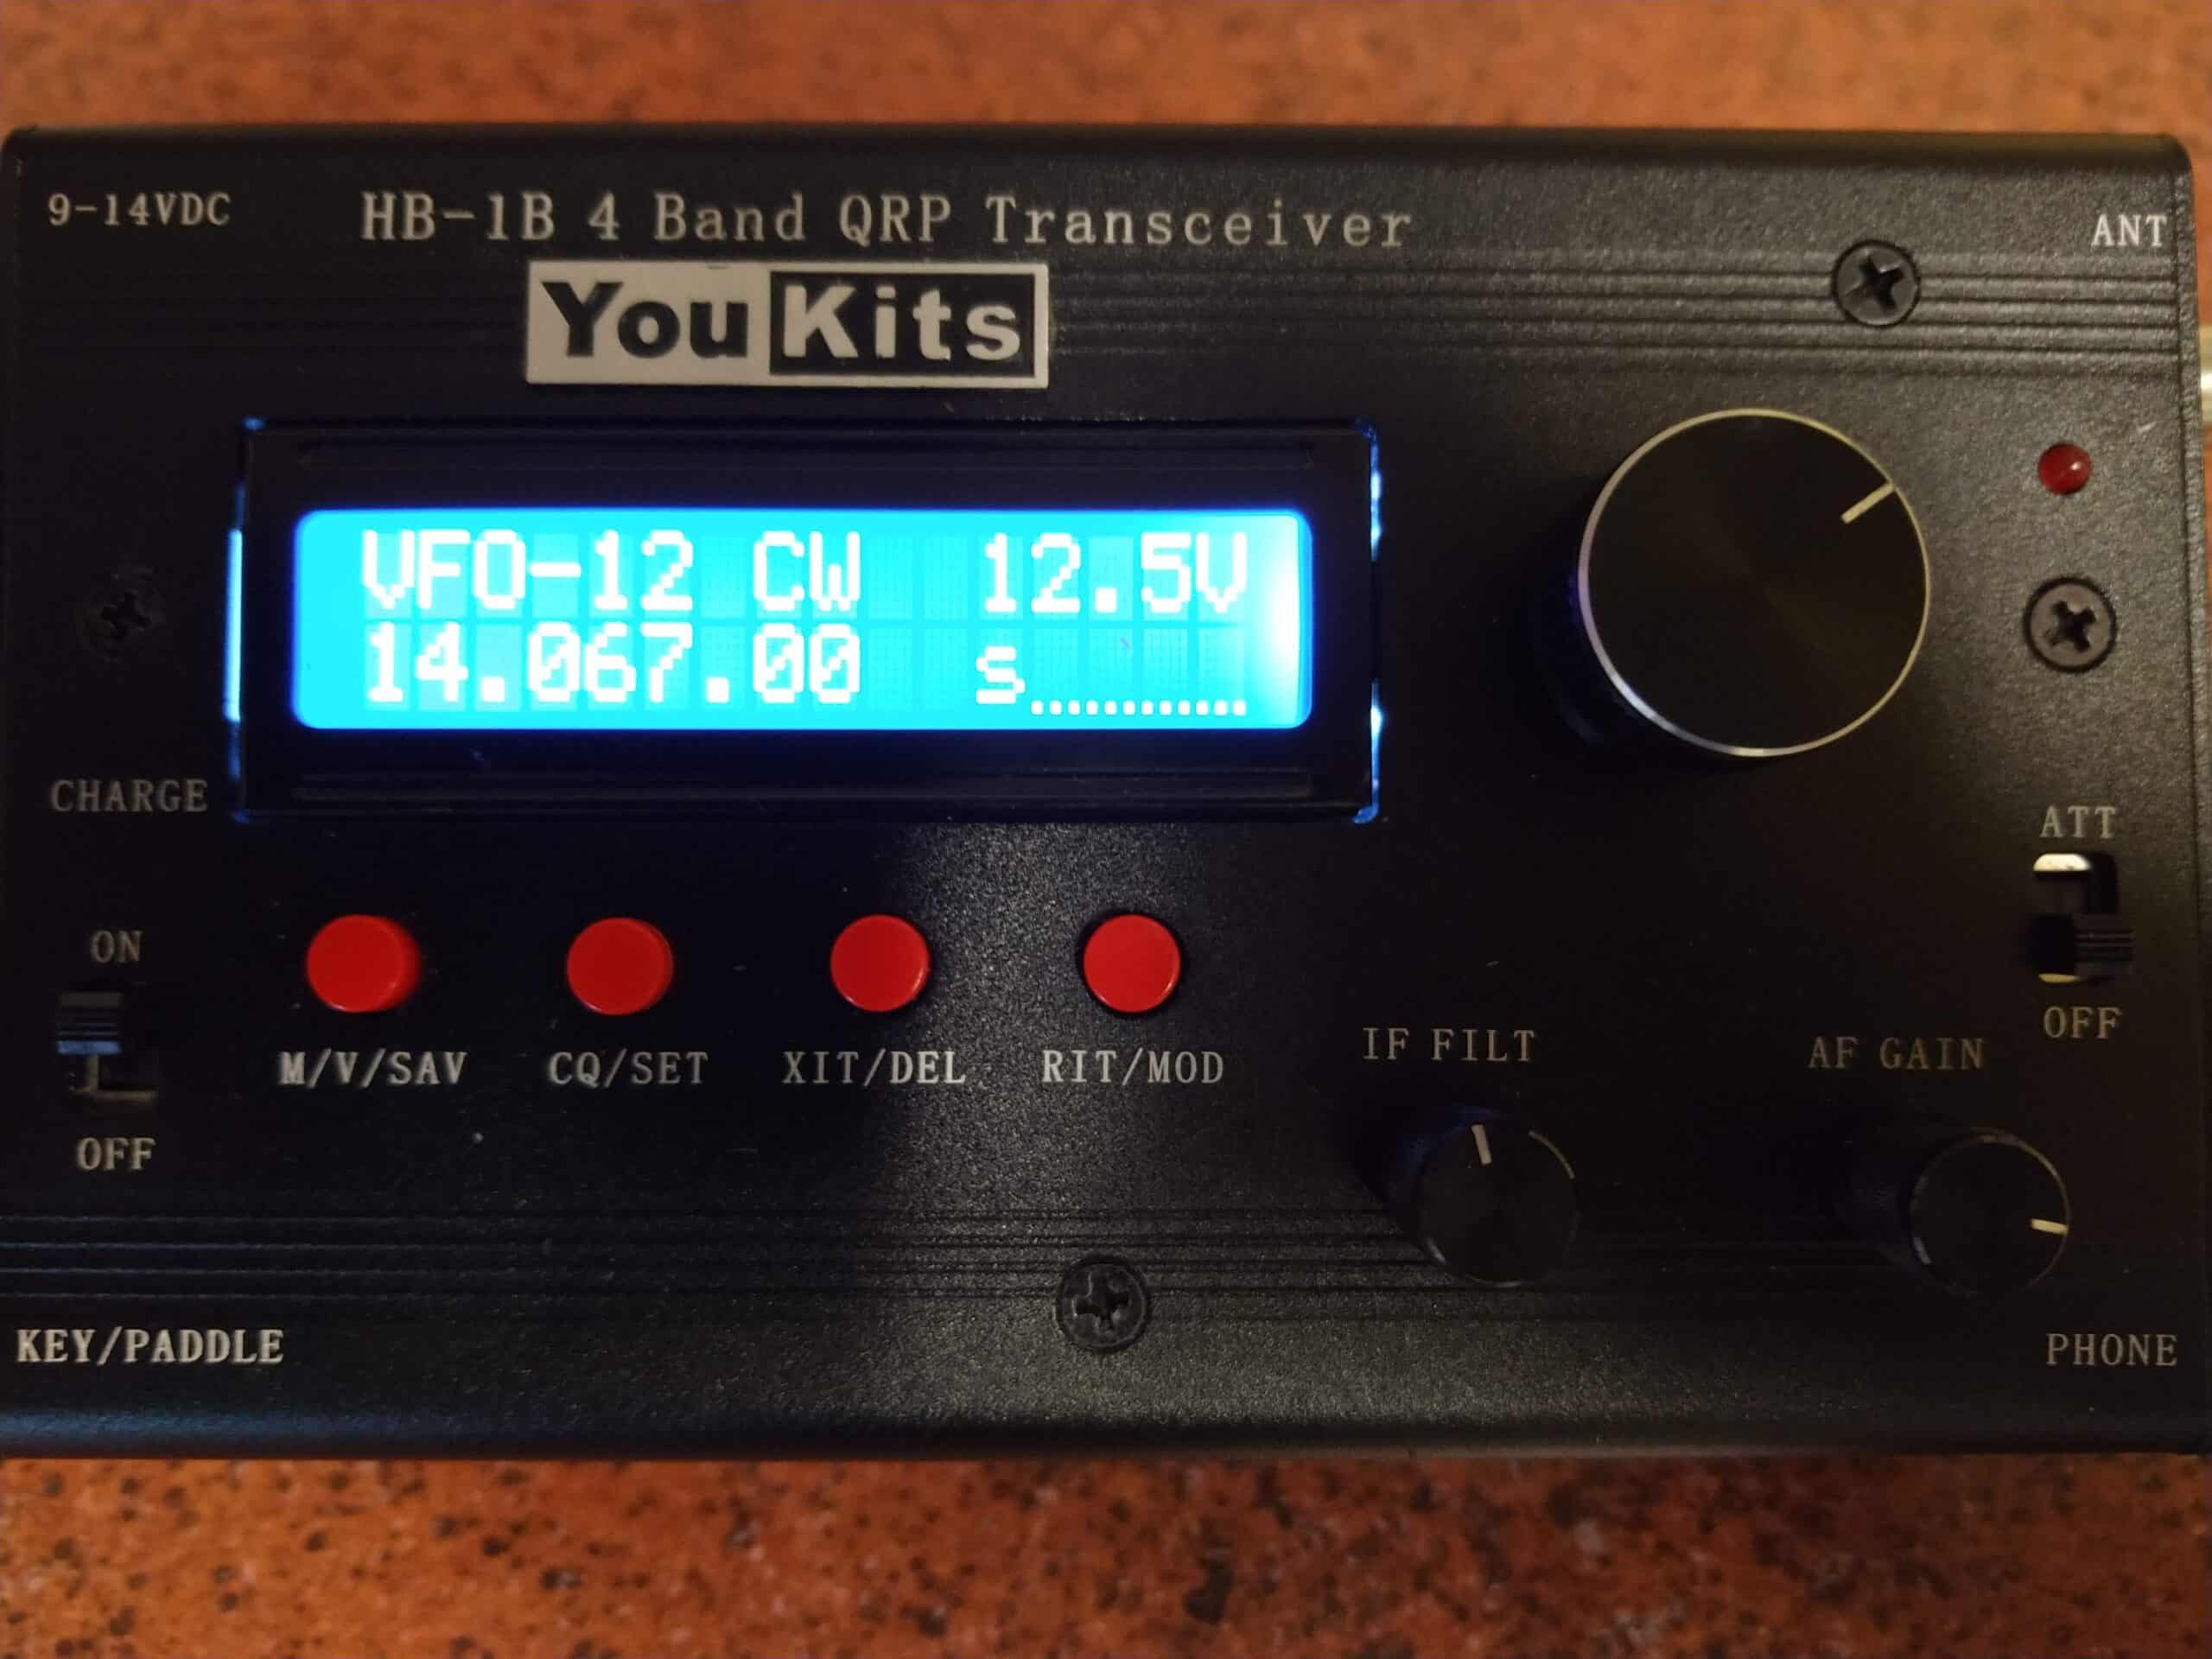 9-14VDC
HB-1B 4 Band QRP Transceiver
ANT
YouKits
VFO-12 CW 12.5V
14.067.00 s............
CHARGE
ATT
ON
OFF
M/V/SAV
CQ/SET
XIT/DEL
RIT/MOD
IF FILT
AF GAIN
OFF
KEY/PADDLE
PHONE